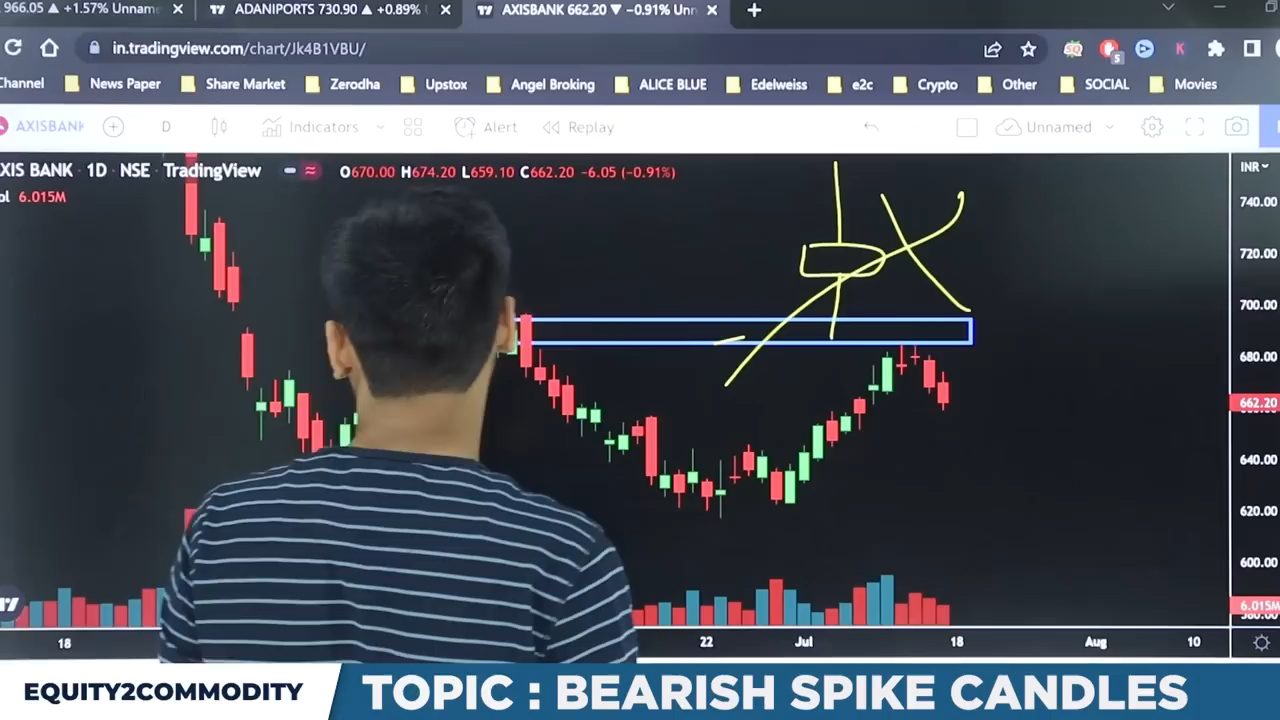 966.05 ▲ +1.57% Unname
ADANIPORTS 730.90 ▲ +0.89%
AXISBANK 662.20 ▼ −0.91% Unn
in.tradingview.com/chart/Jk4B1VBU/
Channel News Paper Share Market Zerodha Upstox Angel Broking ALICE BLUE Edelweiss e2c Crypto Other SOCIAL Movies
AXISBANK D Indicators Alert Replay Unnamed
XIS BANK · 1D · NSE · TradingView O670.00 H674.20 L659.10 C662.20 −6.05 (−0.91%)
INR
ol 6.015M
740.00
720.00
700.00
680.00
662.20
640.00
620.00
600.00
6.015M
18 22 Jul 18 Aug 10
EQUITY2COMMODITY
TOPIC : BEARISH SPIKE CANDLES